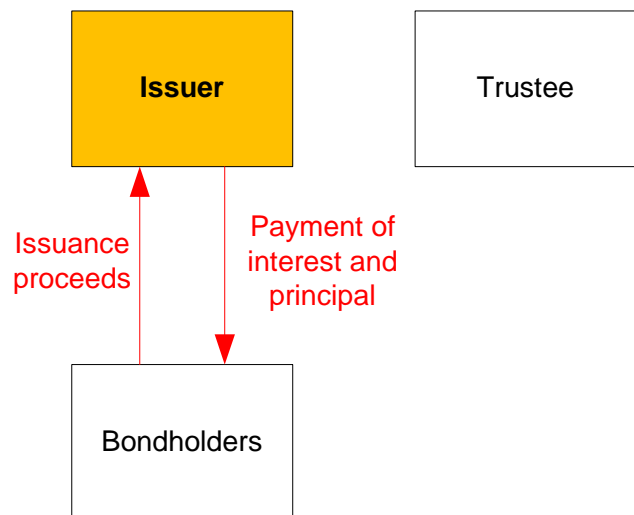 Issuer
Trustee
Issuance
proceeds
Payment of
interest and
principal
Bondholders